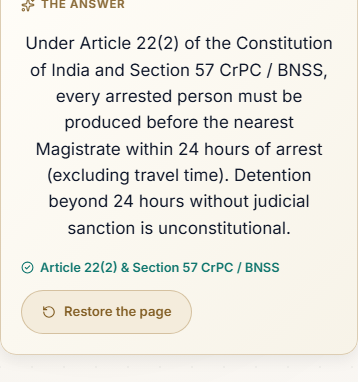 THE ANSWER
Under Article 22(2) of the Constitution
of India and Section 57 CrPC / BNSS,
every arrested person must be
produced before the nearest
Magistrate within 24 hours of arrest
(excluding travel time). Detention
beyond 24 hours without judicial
sanction is unconstitutional.
Article 22(2) & Section 57 CrPC / BNSS
Restore the page